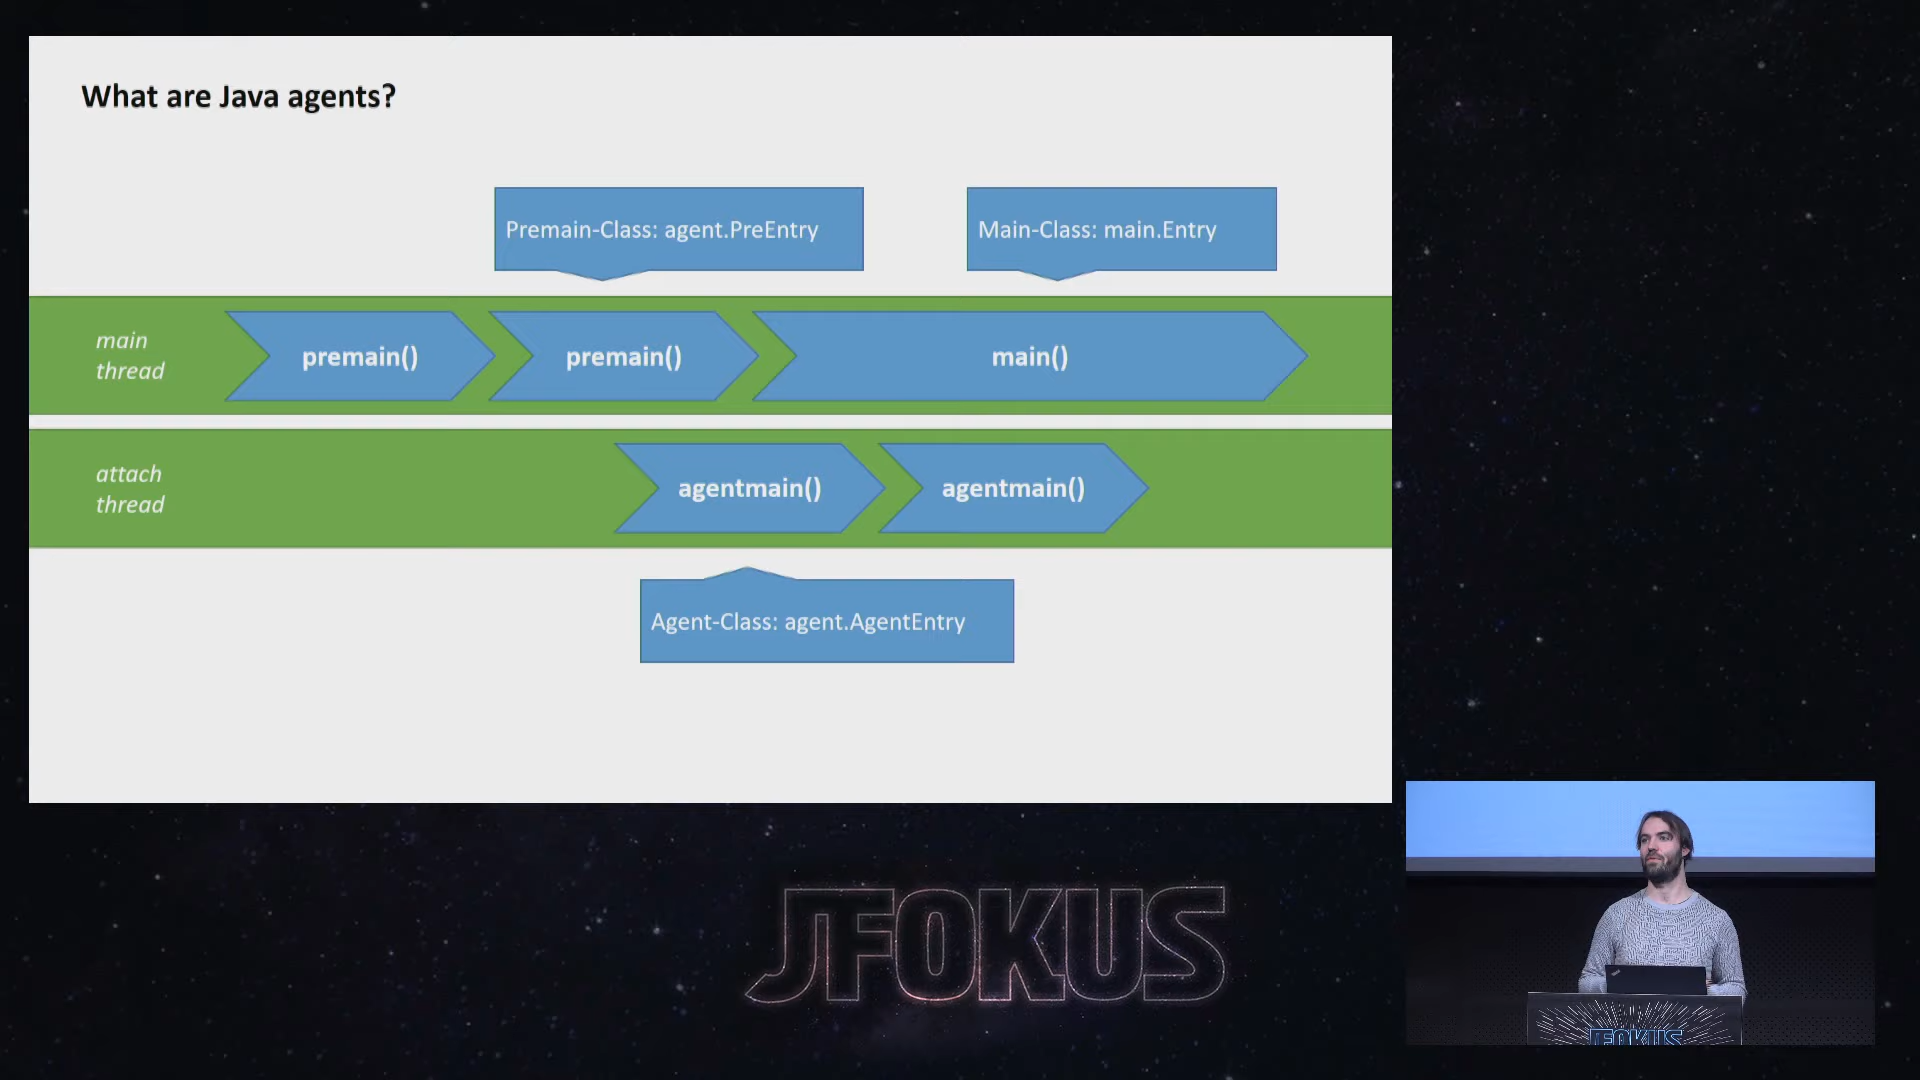 What are Java agents?
Premain-Class: agent.PreEntry
Main-Class: main.Entry
main
thread
premain()
premain()
main()
attach
thread
agentmain()
agentmain()
Agent-Class: agent.AgentEntry
JFOKUS
JFOKUS